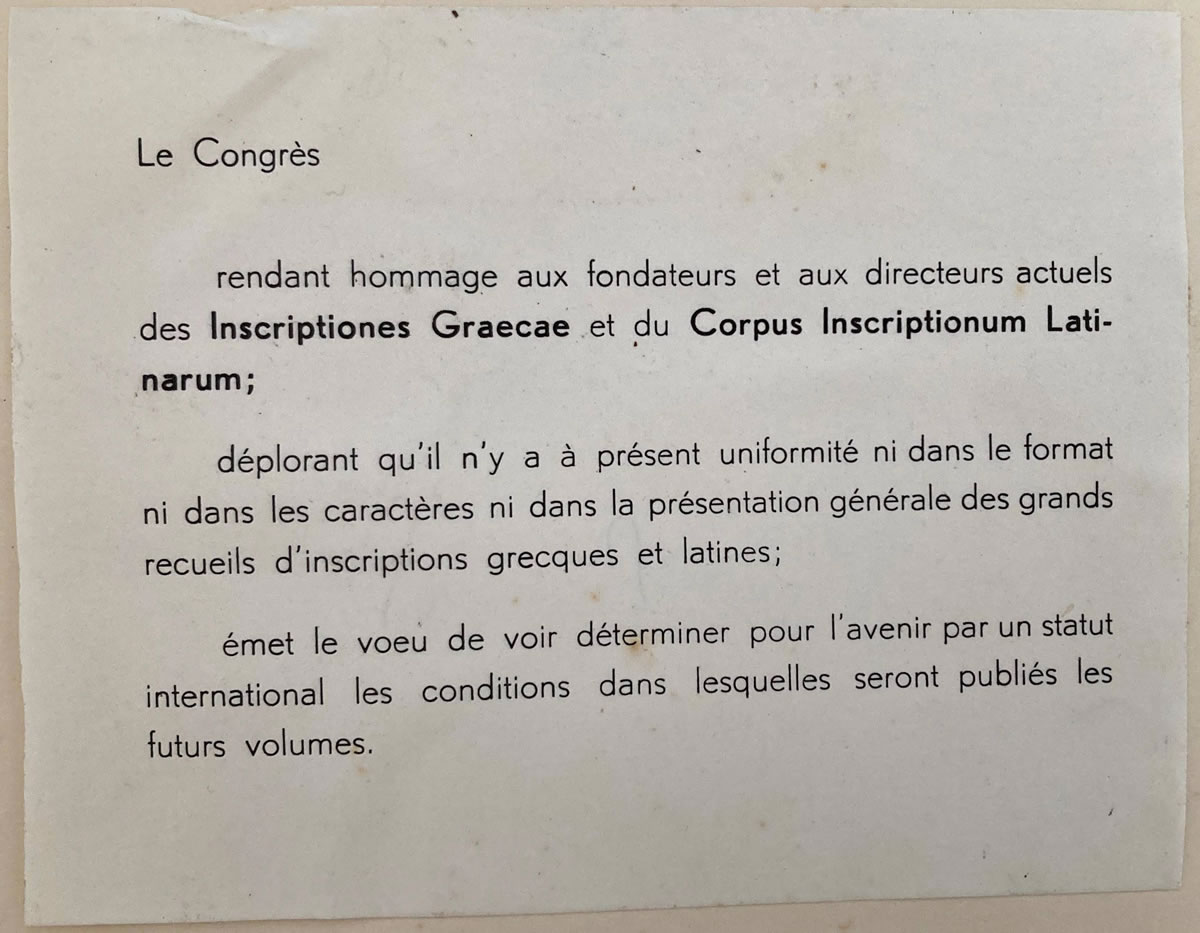 Le Congrès
rendant hommage aux fondateurs et aux directeurs actuels
des Inscriptiones Graecae et du Corpus Inscriptionum Lati-
narum;
déplorant qu'il n'y a à présent uniformité ni dans le format
ni dans les caractères ni dans la présentation générale des grands
recueils d'inscriptions grecques et latines;
émet le voeu de voir déterminer pour l'avenir par un statut
international les conditions dans lesquelles seront publiés les
futurs volumes.